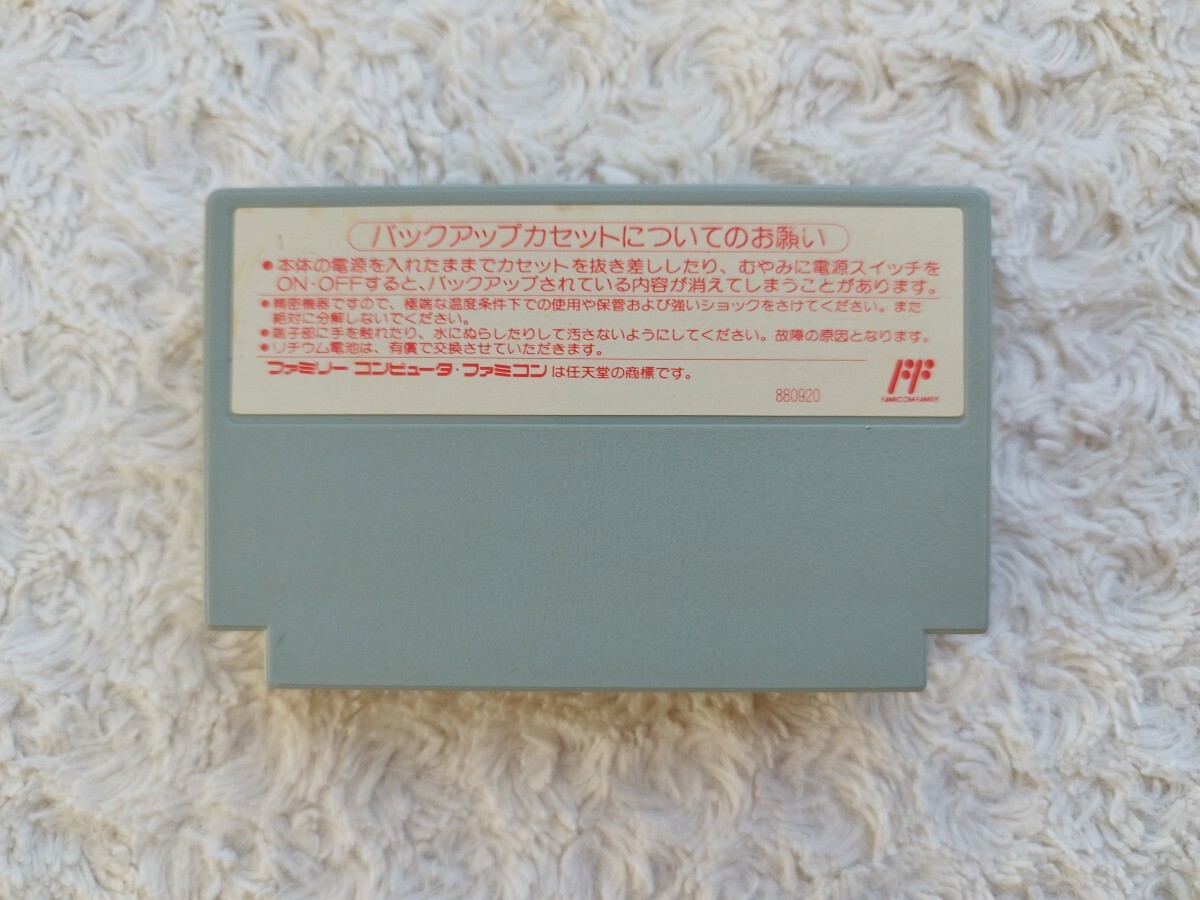 バックアップカセットについてのお願い
●本体の電源を入れたままでカセットを抜き差ししたり、むやみに電源スイッチを
ON・OFFすると、バックアップされている内容が消えてしまうことがあります。
●精密機器ですので、極端な温度条件下での使用や保管および強いショックをさけてください。また
絶対に分解しないでください。
●端子部に手を触れたり、水にぬらしたりして汚さないようにしてください。故障の原因となります。
●リチウム電池は、有償で交換させていただきます。
ファミリー コンピュータ・ファミコンは任天堂の商標です。
880920
FAMICOM FAMILY